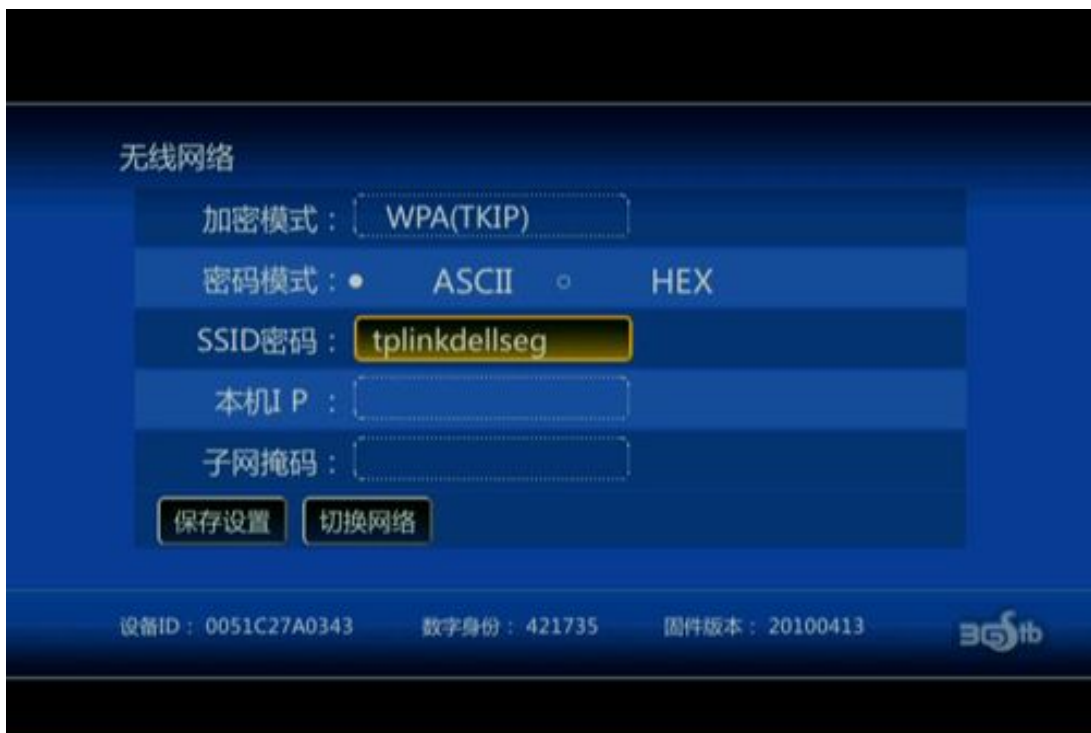 无线网络
加密模式： WPA(TKIP)
密码模式： ASCII HEX
SSID密码： tplinkdellseg
本机I P ：
子网掩码：
保存设置 切换网络
设备ID： 0051C27A0343 数字身份： 421735 固件版本： 20100413 3GStb